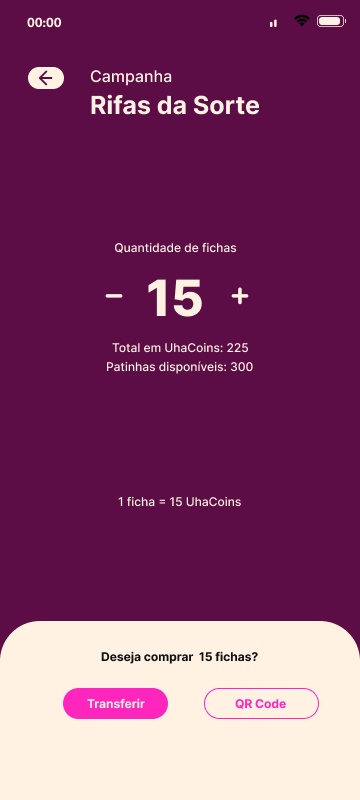 00:00
Campanha
Rifas da Sorte
Quantidade de fichas
− 15 +
Total em UhaCoins: 225
Patinhas disponíveis: 300
1 ficha = 15 UhaCoins
Deseja comprar 15 fichas?
Transferir
QR Code